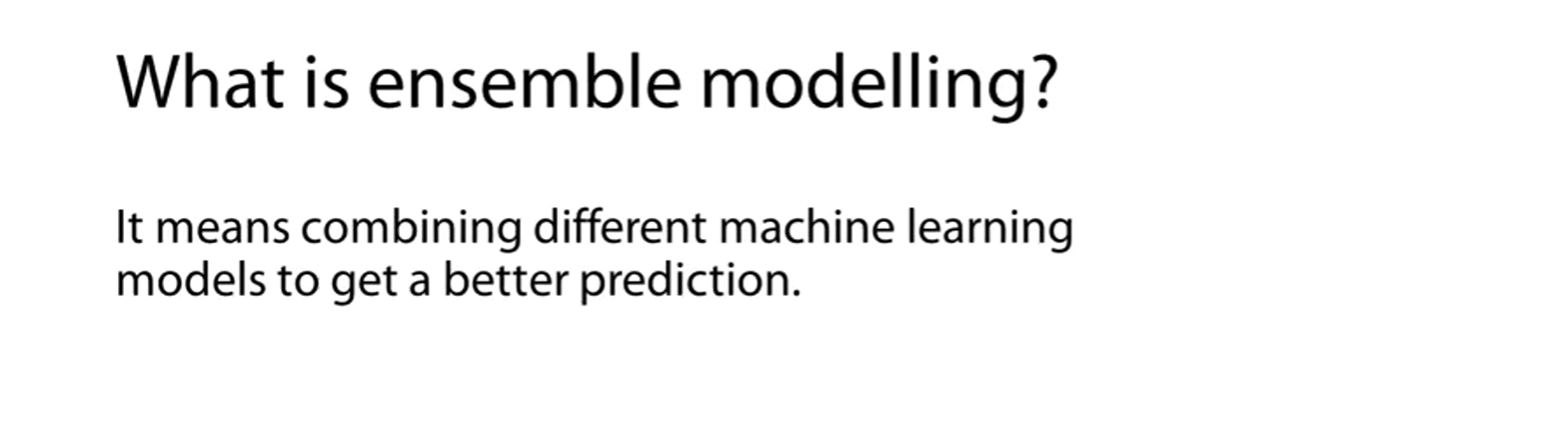 What is ensemble modelling?
It means combining different machine learning
models to get a better prediction.